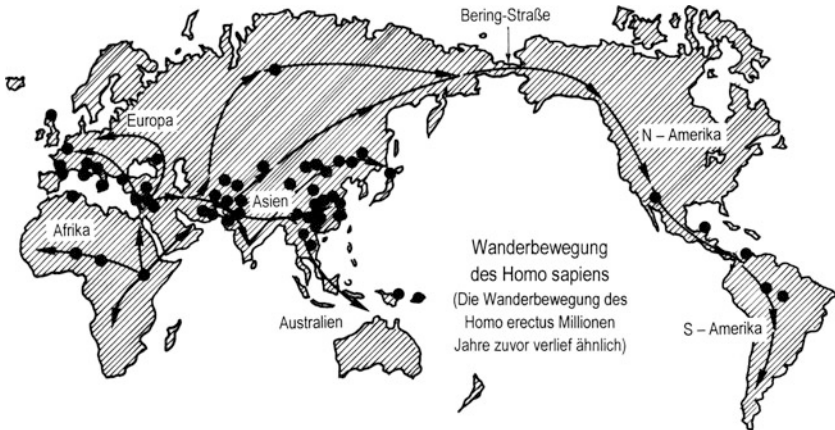 Bering-Straße
Europa
N – Amerika
Asien
Afrika
Wanderbewegung
des Homo sapiens
(Die Wanderbewegung des
Homo erectus Millionen
Jahre zuvor verlief ähnlich)
Australien
S – Amerika